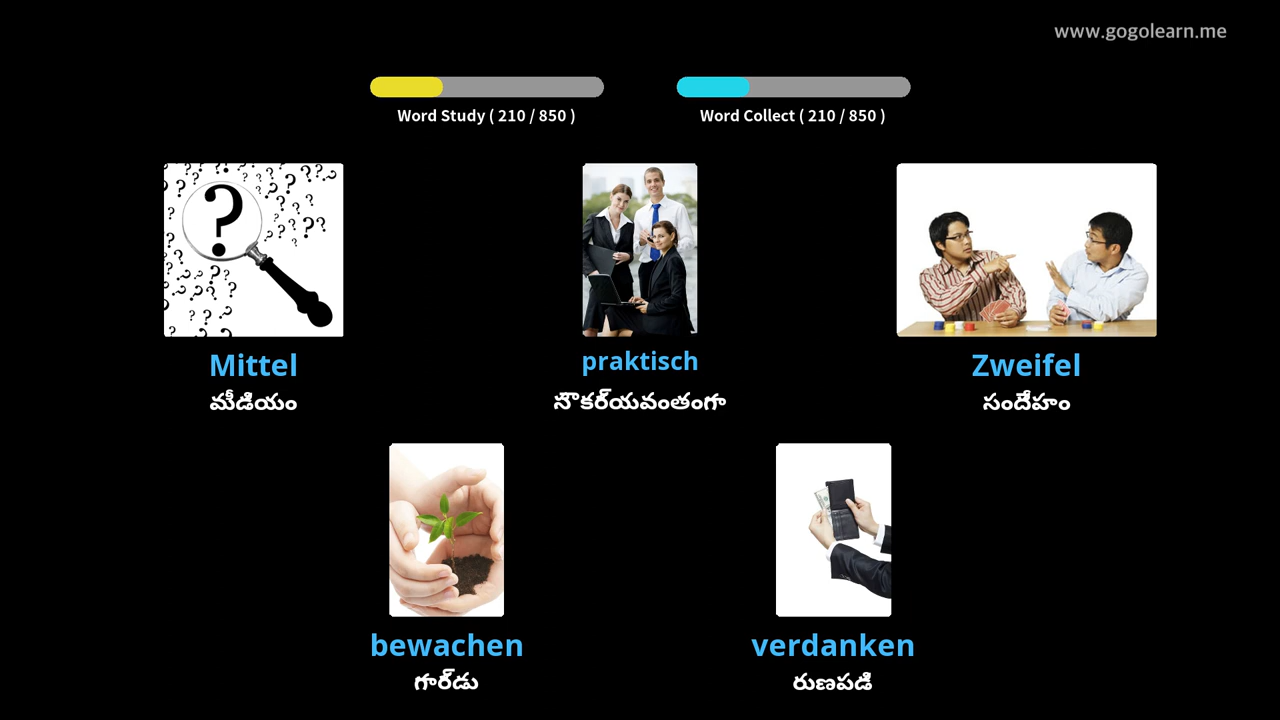 www.gogolearn.me
Word Study ( 210 / 850 )
Word Collect ( 210 / 850 )
Mittel
మీడియం
praktisch
సౌకర్యవంతంగా
Zweifel
సందేహం
bewachen
గార్డు
verdanken
రుణపడి